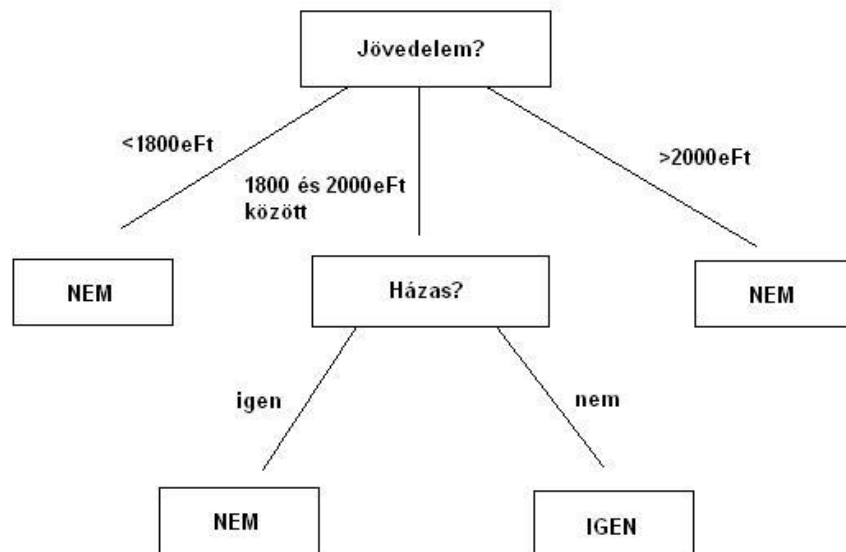 Jövedelem?
<1800eFt
1800 és 2000eFt
között
>2000eFt
NEM
Házas?
NEM
igen
nem
NEM
IGEN